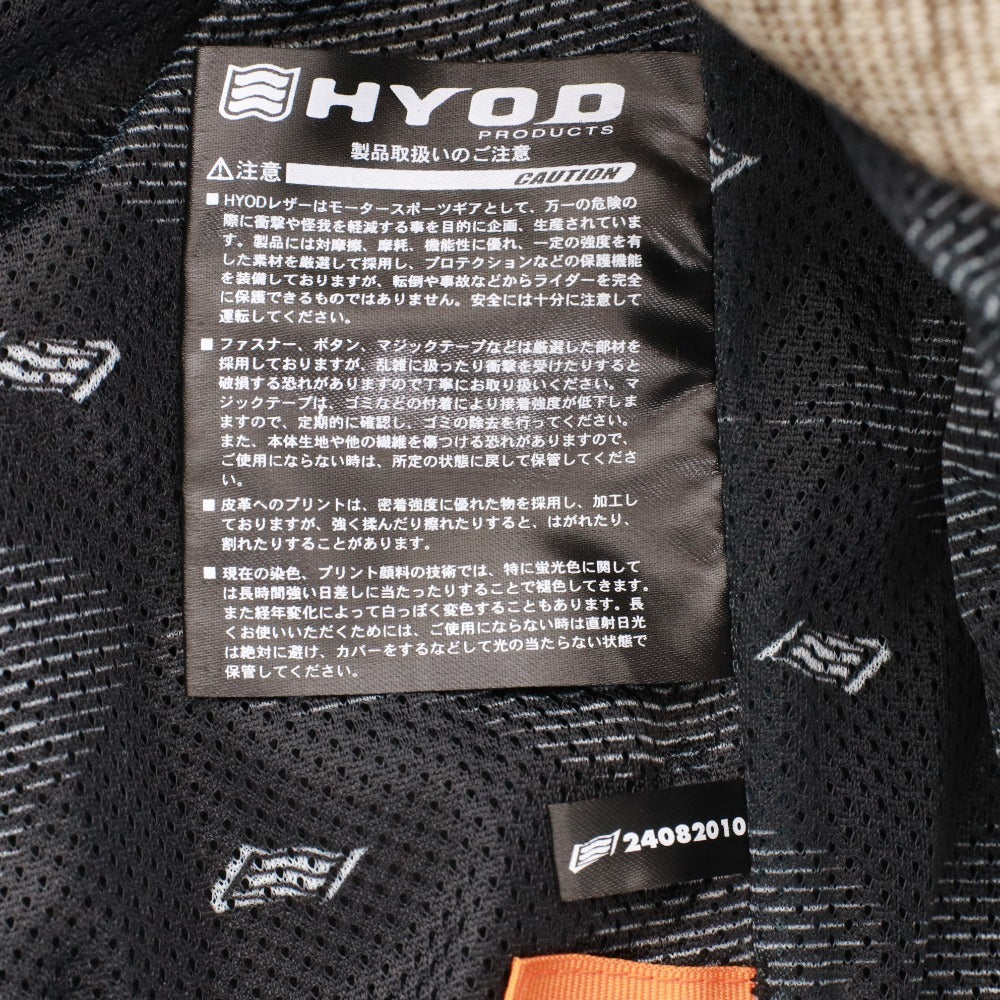 HYOD
PRODUCTS
製品取扱いのご注意
⚠注意 CAUTION
■ HYODレザーはモータースポーツギアとして、万一の危険の
際に衝撃や怪我を軽減する事を目的に企画、生産されていま
す。製品には対摩擦、摩耗、機能性に優れ、一定の強度を有
した素材を厳選して採用し、プロテクションなどの保護機能
を装備しておりますが、転倒や事故などからライダーを完全
に保護できるものではありません。安全には十分に注意して
運転してください。
■ ファスナー、ボタン、マジックテープなどは厳選した部材を
採用しておりますが、乱雑に扱ったり衝撃を受けたりすると
破損する恐れがありますので丁寧にお取り扱いください。マ
ジックテープは、ゴミなどの付着により接着強度が低下しま
すので、定期的に確認し、ゴミの除去を行ってください。
また、本体生地や他の繊維を傷つける恐れがありますので、
ご使用にならない時は、所定の状態に戻して保管してくださ
い。
■ 皮革へのプリントは、密着強度に優れた物を採用し、加工し
ておりますが、強く揉んだり擦れたりすると、はがれたり、
割れたりすることがあります。
■ 現在の染色、プリント顔料の技術では、特に蛍光色に関して
は長時間強い日差しに当たったりすることで褪色してきます。
また経年変化によって白っぽく変色することもあります。長
くお使いいただくためには、ご使用にならない時は直射日光
は絶対に避け、カバーをするなどして光の当たらない状態で
保管してください。
24082010